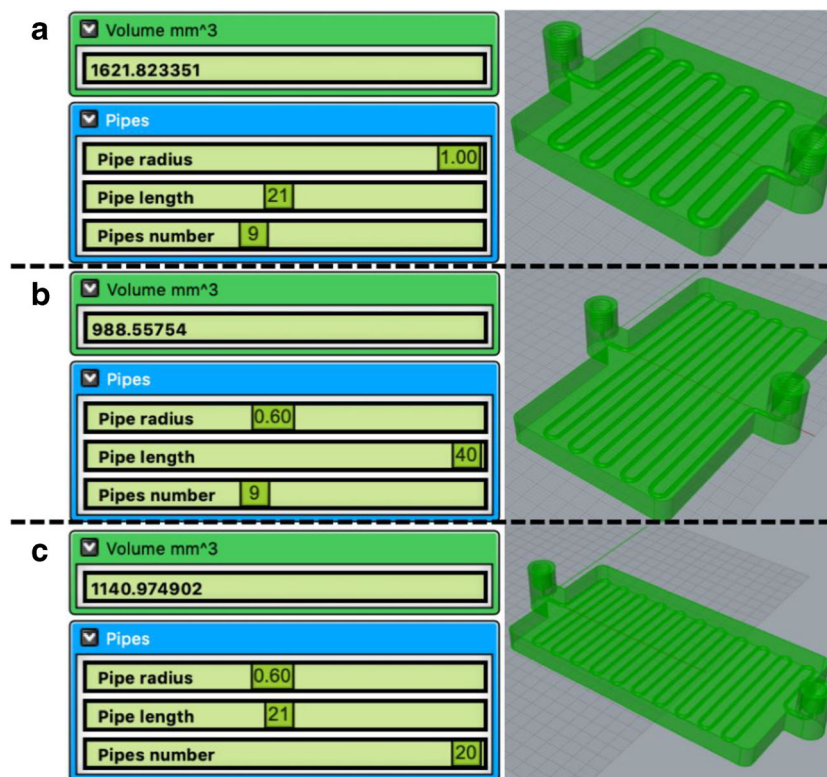 a
Volume mm^3
1621.823351
Pipes
Pipe radius 1.00
Pipe length 21
Pipes number 9
b
Volume mm^3
988.55754
Pipes
Pipe radius 0.60
Pipe length 40
Pipes number 9
c
Volume mm^3
1140.974902
Pipes
Pipe radius 0.60
Pipe length 21
Pipes number 20